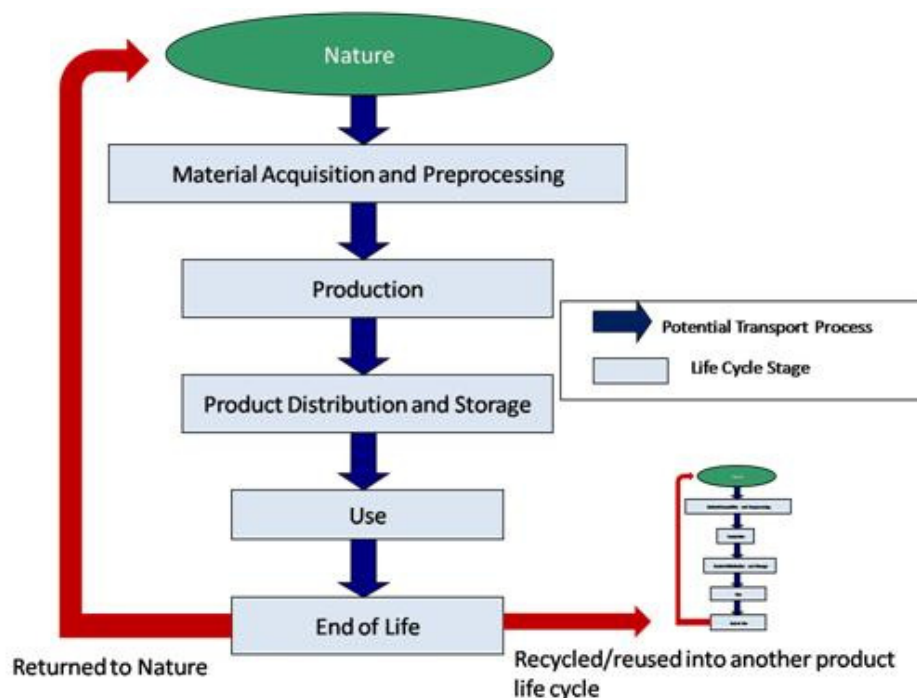 Nature
Material Acquisition and Preprocessing
Production
Potential Transport Process
Life Cycle Stage
Product Distribution and Storage
Use
End of Life
Returned to Nature
Recycled/reused into another product
life cycle